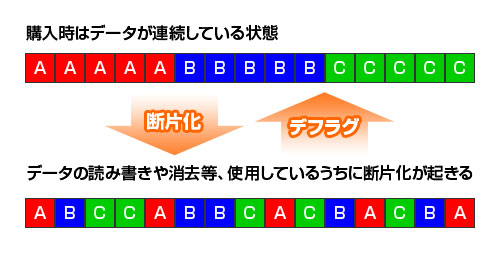 購入時はデータが連続している状態
A A A A A B B B B B C C C C C
断片化
デフラグ
データの読み書きや消去等、使用しているうちに断片化が起きる
A B C C A B B C A C B A C B A